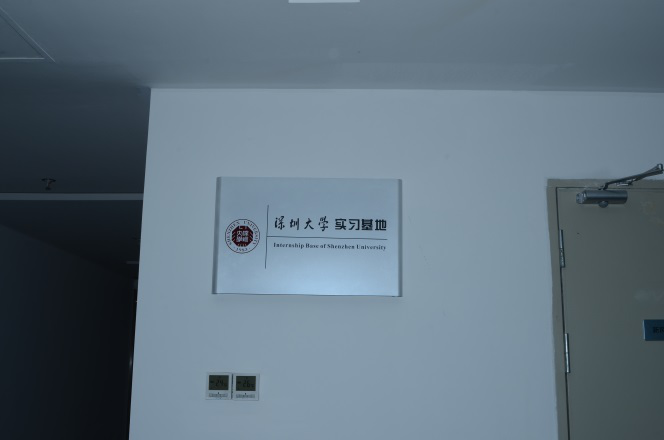 深圳大学 实习基地
Internship Base of Shenzhen University